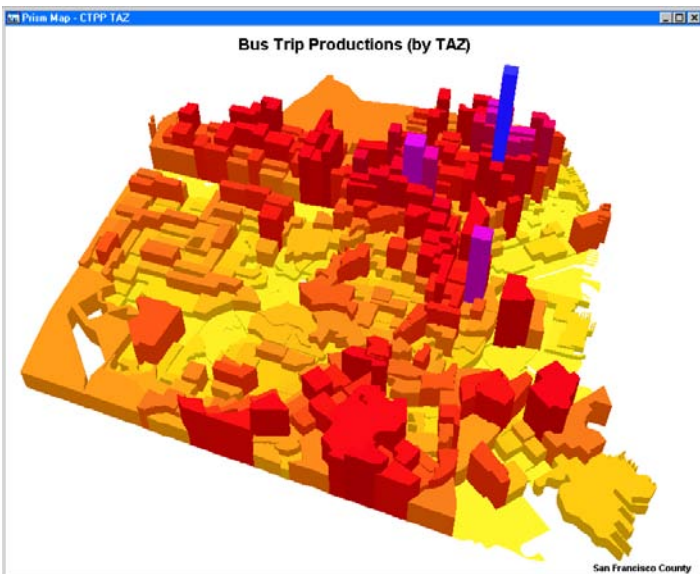 Prism Map - CTPP TAZ
Bus Trip Productions (by TAZ)
San Francisco County